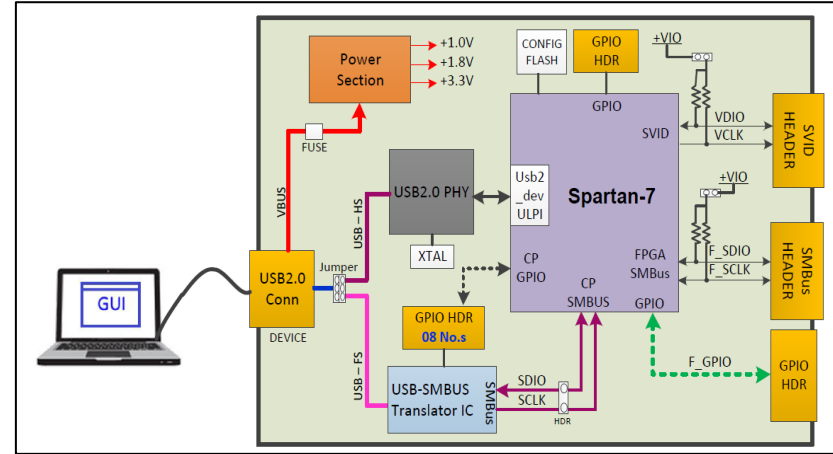 Power
Section
+1.0V
+1.8V
+3.3V
CONFIG
FLASH
GPIO
HDR
+VIO
GPIO
SVID
VDIO
VCLK
SVID
HEADER
FUSE
VBUS
USB – HS
USB2.0 PHY
Usb2
_dev
ULPI
Spartan-7
XTAL
+VIO
USB2.0
Conn
DEVICE
Jumper
GUI
CP
GPIO
CP
SMBUS
FPGA
SMBus
GPIO
F_SDIO
F_SCLK
SMBus
HEADER
GPIO HDR
08 No.s
USB – FS
USB-SMBUS
Translator IC
SMBus
SDIO
SCLK
HDR
F_GPIO
GPIO
HDR